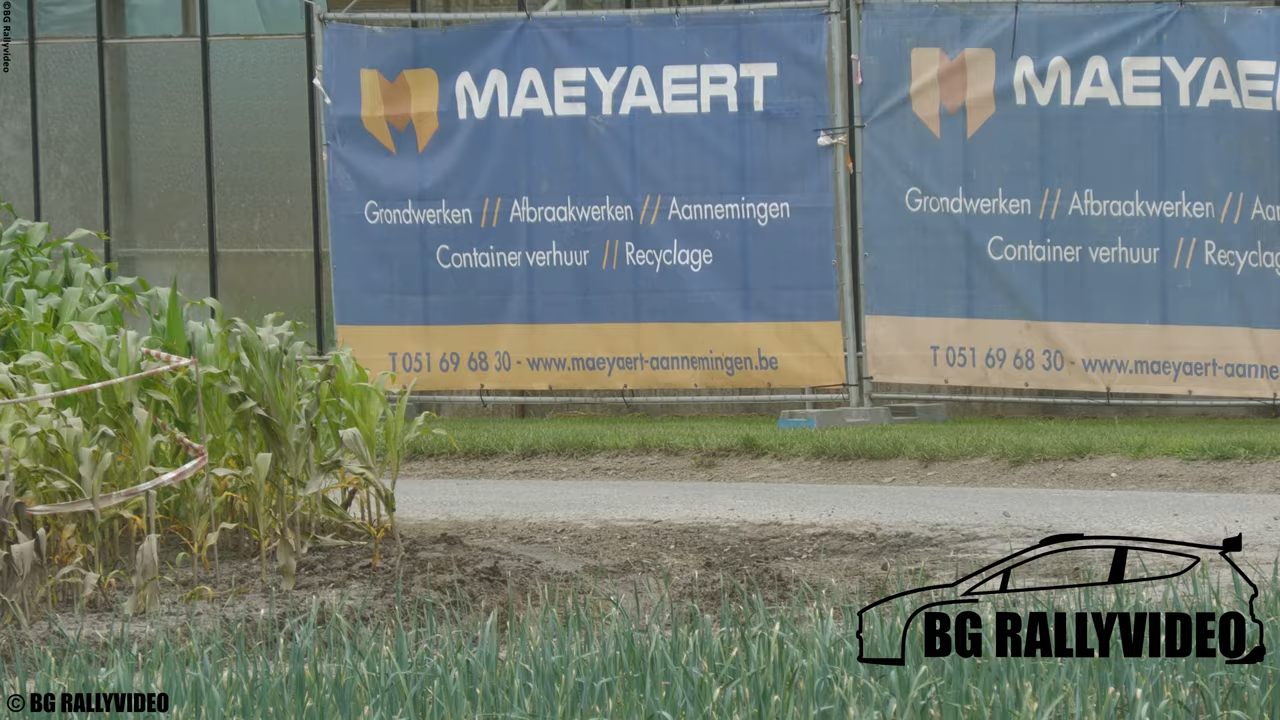 © BG Rallyvideo
MAEYAERT
Grondwerken // Afbraakwerken // Aannemingen
Container verhuur // Recyclage
T 051 69 68 30 - www.maeyaert-aannemingen.be
MAEYAE
Grondwerken // Afbraakwerken // Aan
Container verhuur // Recyclag
T 051 69 68 30 - www.maeyaert-aanne
BG RALLYVIDEO
© BG RALLYVIDEO